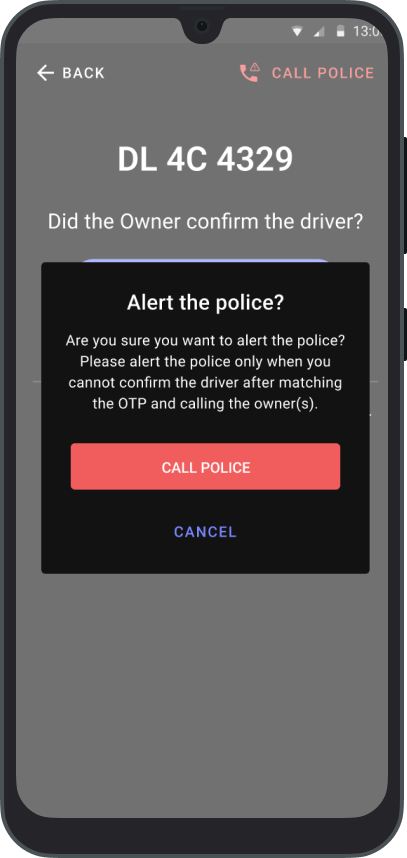 13:0
BACK
CALL POLICE
DL 4C 4329
Did the Owner confirm the driver?
Alert the police?
Are you sure you want to alert the police?
Please alert the police only when you
cannot confirm the driver after matching
the OTP and calling the owner(s).
CALL POLICE
CANCEL